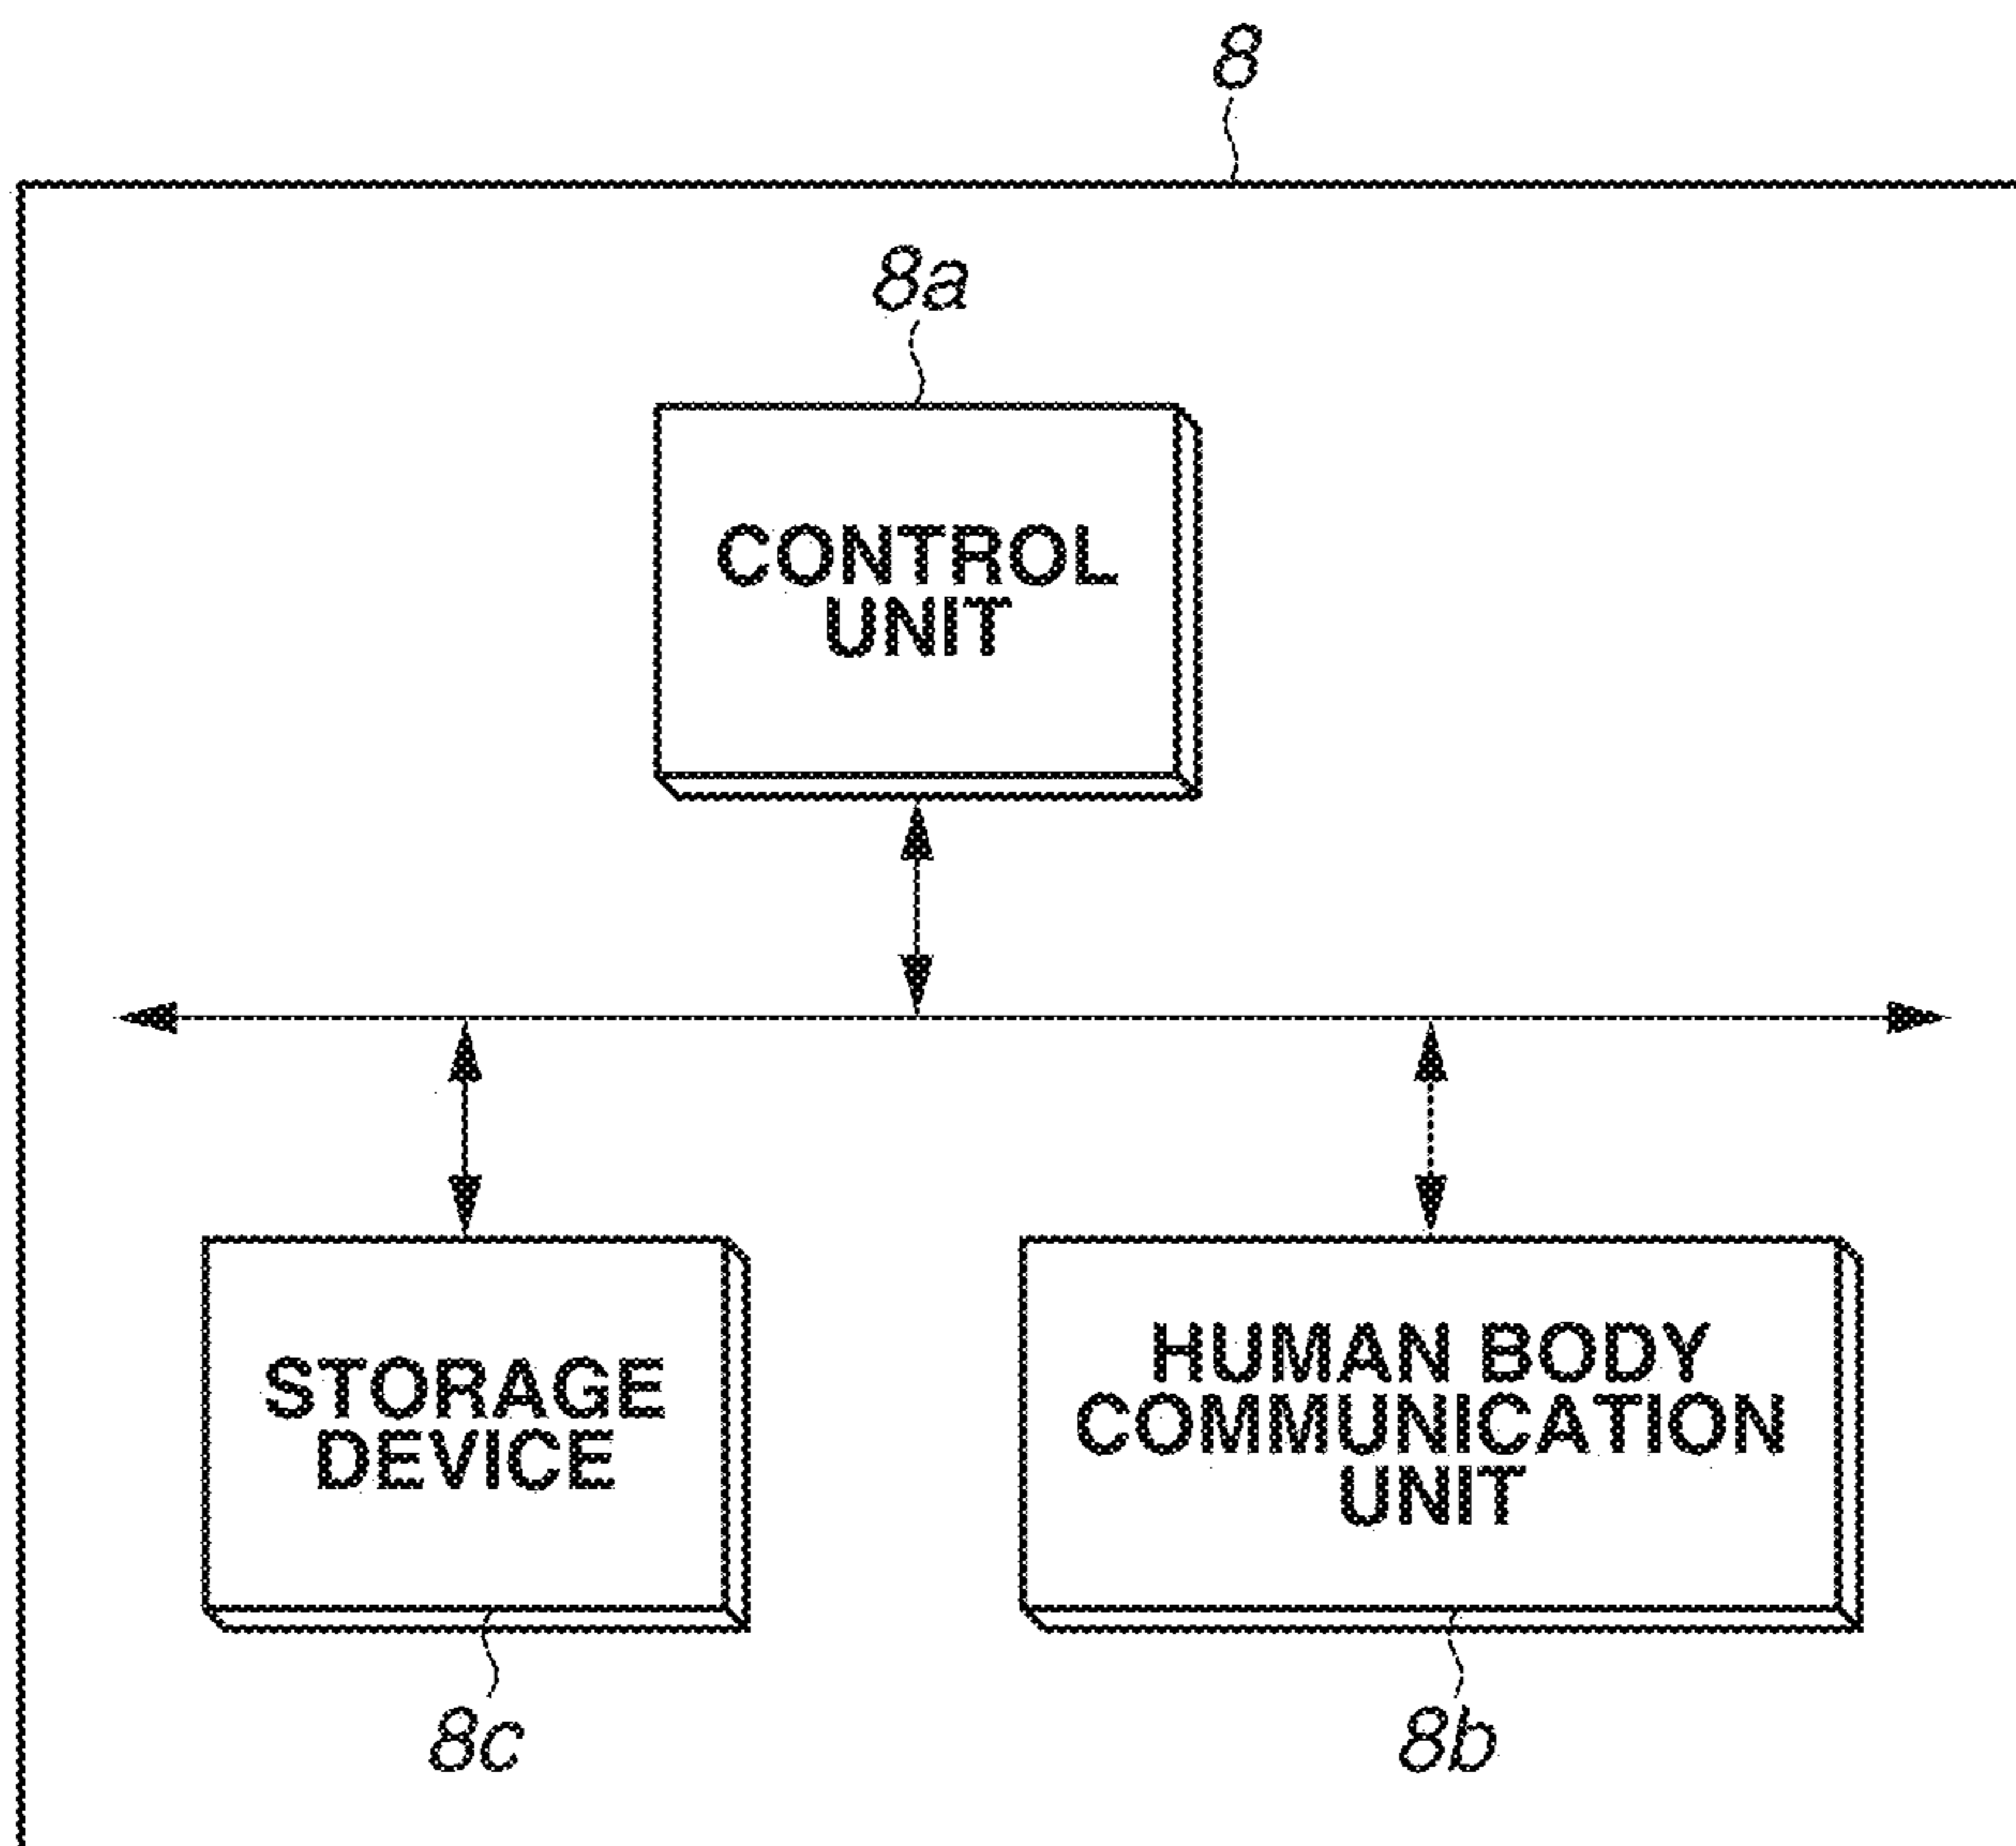 8
8a
CONTROL
UNIT
STORAGE
DEVICE
HUMAN BODY
COMMUNICATION
UNIT
8c
8b